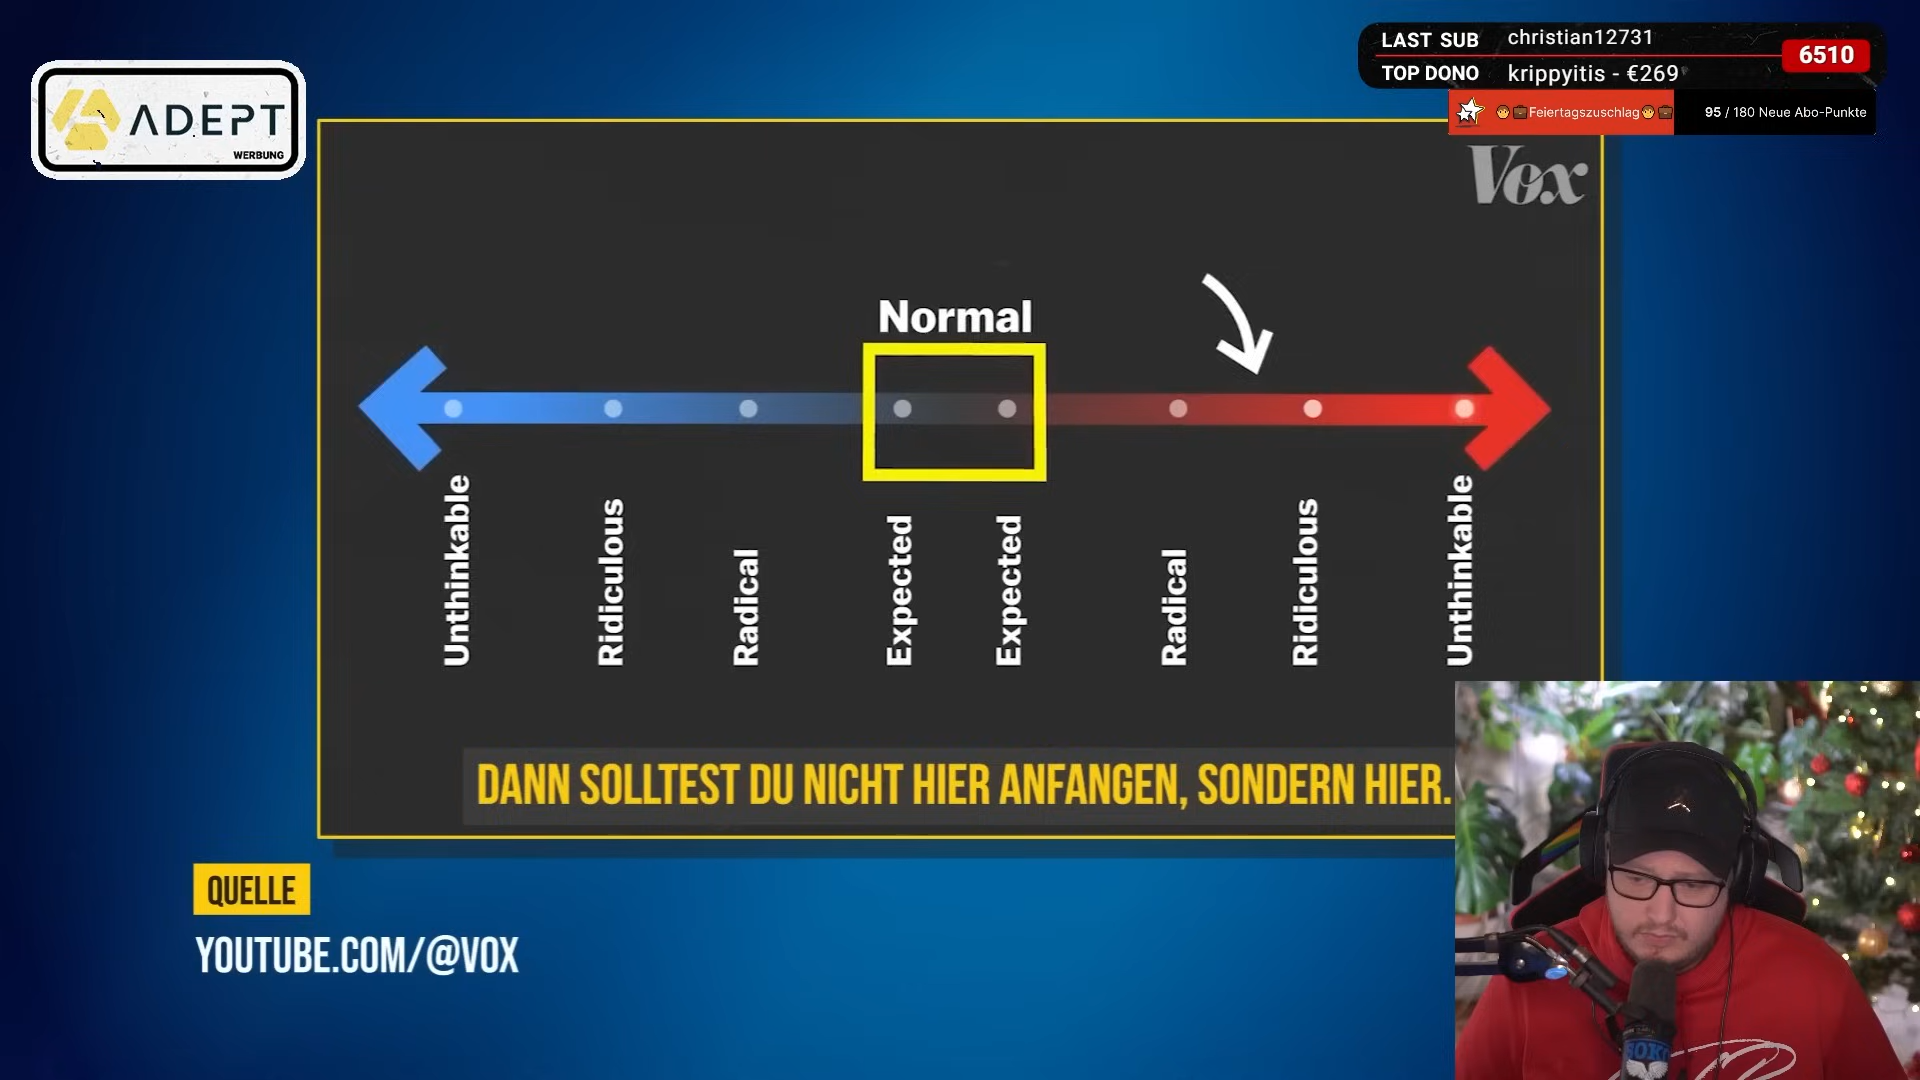 ADEPT
WERBUNG
LAST SUB christian12731
TOP DONO krippyitis - €269
6510
Feiertagszuschlag 95 / 180 Neue Abo-Punkte
Vox
Normal
Unthinkable
Ridiculous
Radical
Expected
Expected
Radical
Ridiculous
Unthinkable
DANN SOLLTEST DU NICHT HIER ANFANGEN, SONDERN HIER.
QUELLE
YOUTUBE.COM/@VOX